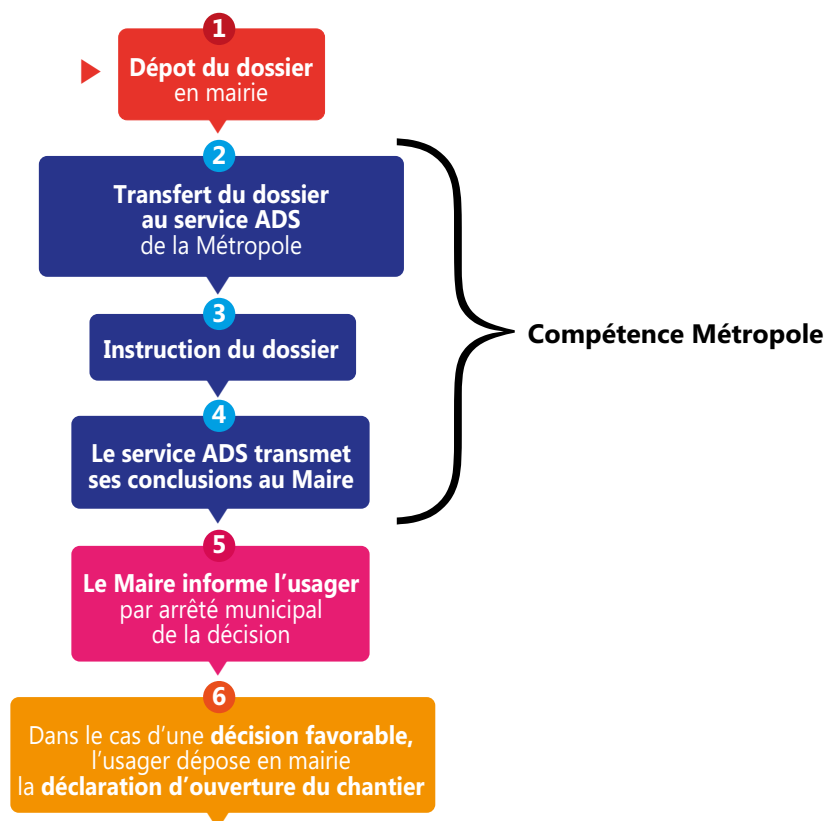 1
Dépot du dossier
en mairie
2
Transfert du dossier
au service ADS
de la Métropole
3
Instruction du dossier
4
Le service ADS transmet
ses conclusions au Maire
Compétence Métropole
5
Le Maire informe l’usager
par arrêté municipal
de la décision
6
Dans le cas d’une décision favorable,
l’usager dépose en mairie
la déclaration d’ouverture du chantier